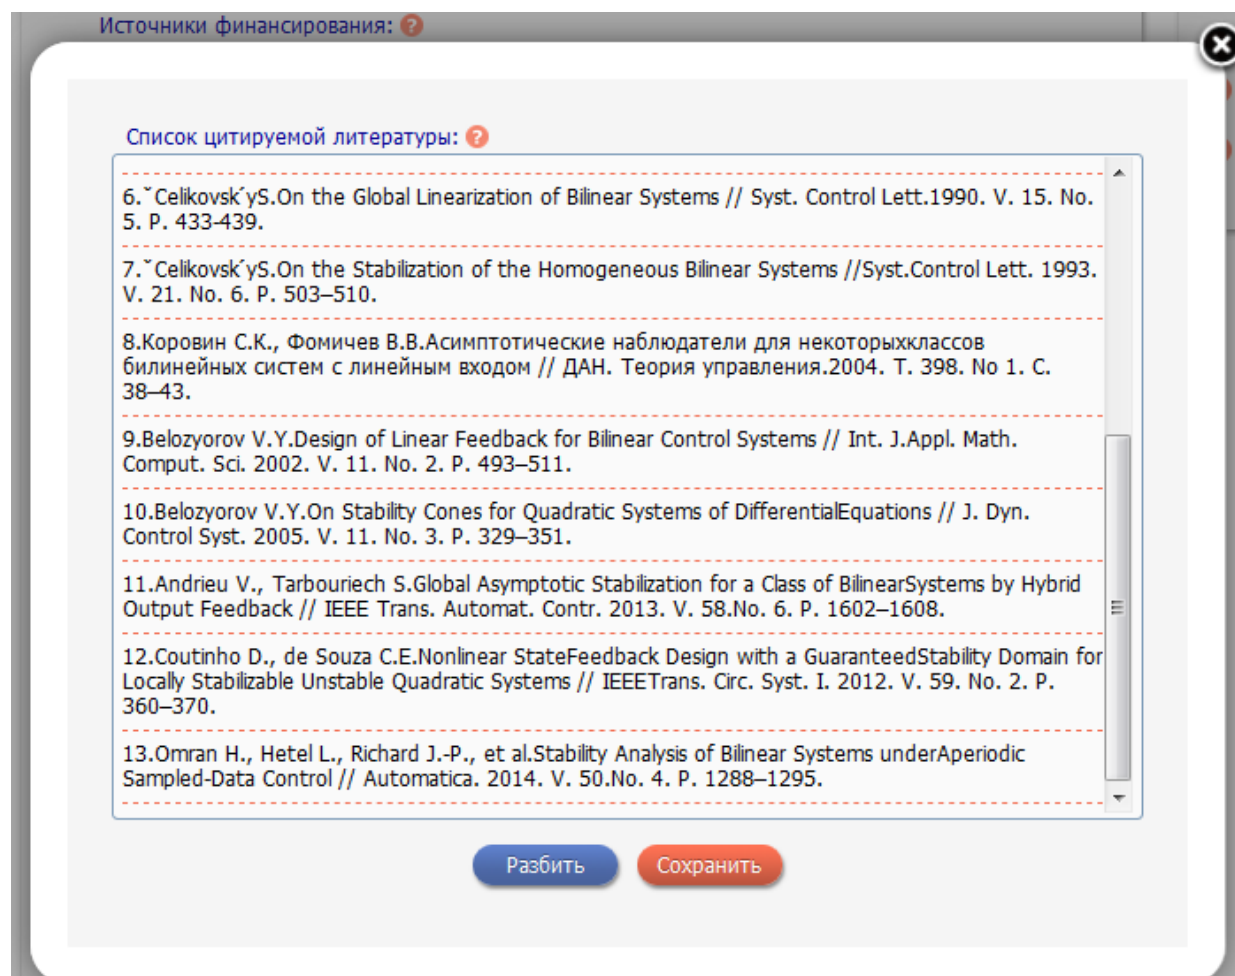 Источники финансирования:
Список цитируемой литературы:
6.ˇCelikovsk´yS.On the Global Linearization of Bilinear Systems // Syst. Control Lett.1990. V. 15. No.
5. P. 433-439.
7.ˇCelikovsk´yS.On the Stabilization of the Homogeneous Bilinear Systems //Syst.Control Lett. 1993.
V. 21. No. 6. P. 503–510.
8.Коровин С.К., Фомичев В.В.Асимптотические наблюдатели для некоторыхклассов
билинейных систем с линейным входом // ДАН. Теория управления.2004. Т. 398. No 1. С.
38–43.
9.Belozyorov V.Y.Design of Linear Feedback for Bilinear Control Systems // Int. J.Appl. Math.
Comput. Sci. 2002. V. 11. No. 2. P. 493–511.
10.Belozyorov V.Y.On Stability Cones for Quadratic Systems of DifferentialEquations // J. Dyn.
Control Syst. 2005. V. 11. No. 3. P. 329–351.
11.Andrieu V., Tarbouriech S.Global Asymptotic Stabilization for a Class of BilinearSystems by Hybrid
Output Feedback // IEEE Trans. Automat. Contr. 2013. V. 58.No. 6. P. 1602–1608.
12.Coutinho D., de Souza C.E.Nonlinear StateFeedback Design with a GuaranteedStability Domain for
Locally Stabilizable Unstable Quadratic Systems // IEEETrans. Circ. Syst. I. 2012. V. 59. No. 2. P.
360–370.
13.Omran H., Hetel L., Richard J.-P., et al.Stability Analysis of Bilinear Systems underAperiodic
Sampled-Data Control // Automatica. 2014. V. 50.No. 4. P. 1288–1295.
Разбить
Сохранить